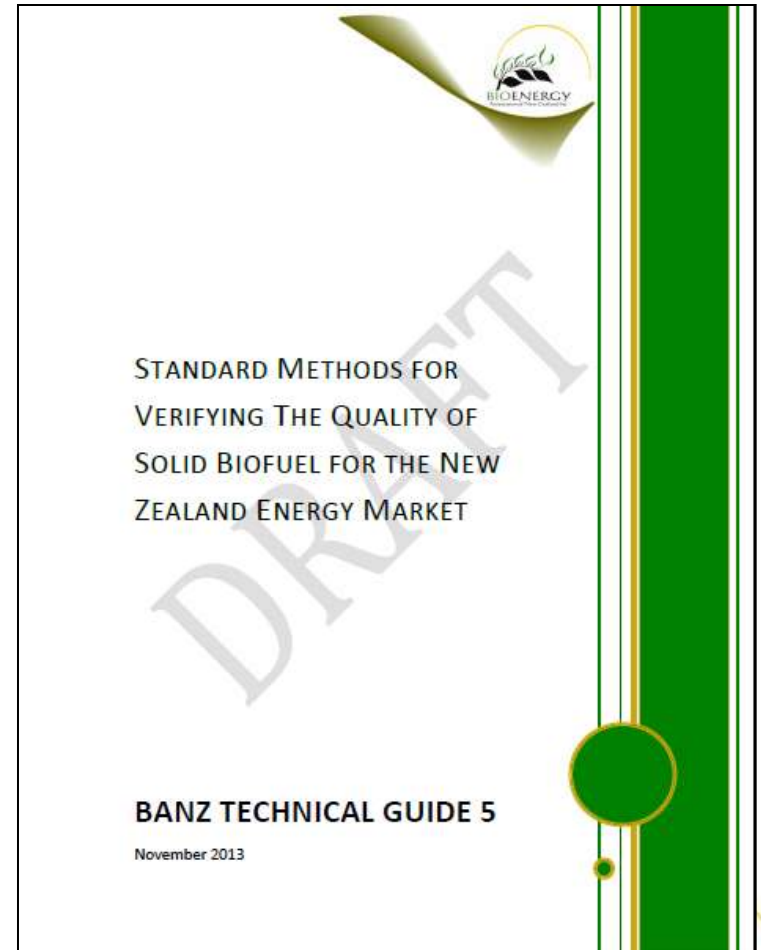 BIOENERGY
STANDARD METHODS FOR
VERIFYING THE QUALITY OF
SOLID BIOFUEL FOR THE NEW
ZEALAND ENERGY MARKET
DRAFT
BANZ TECHNICAL GUIDE 5
November 2013